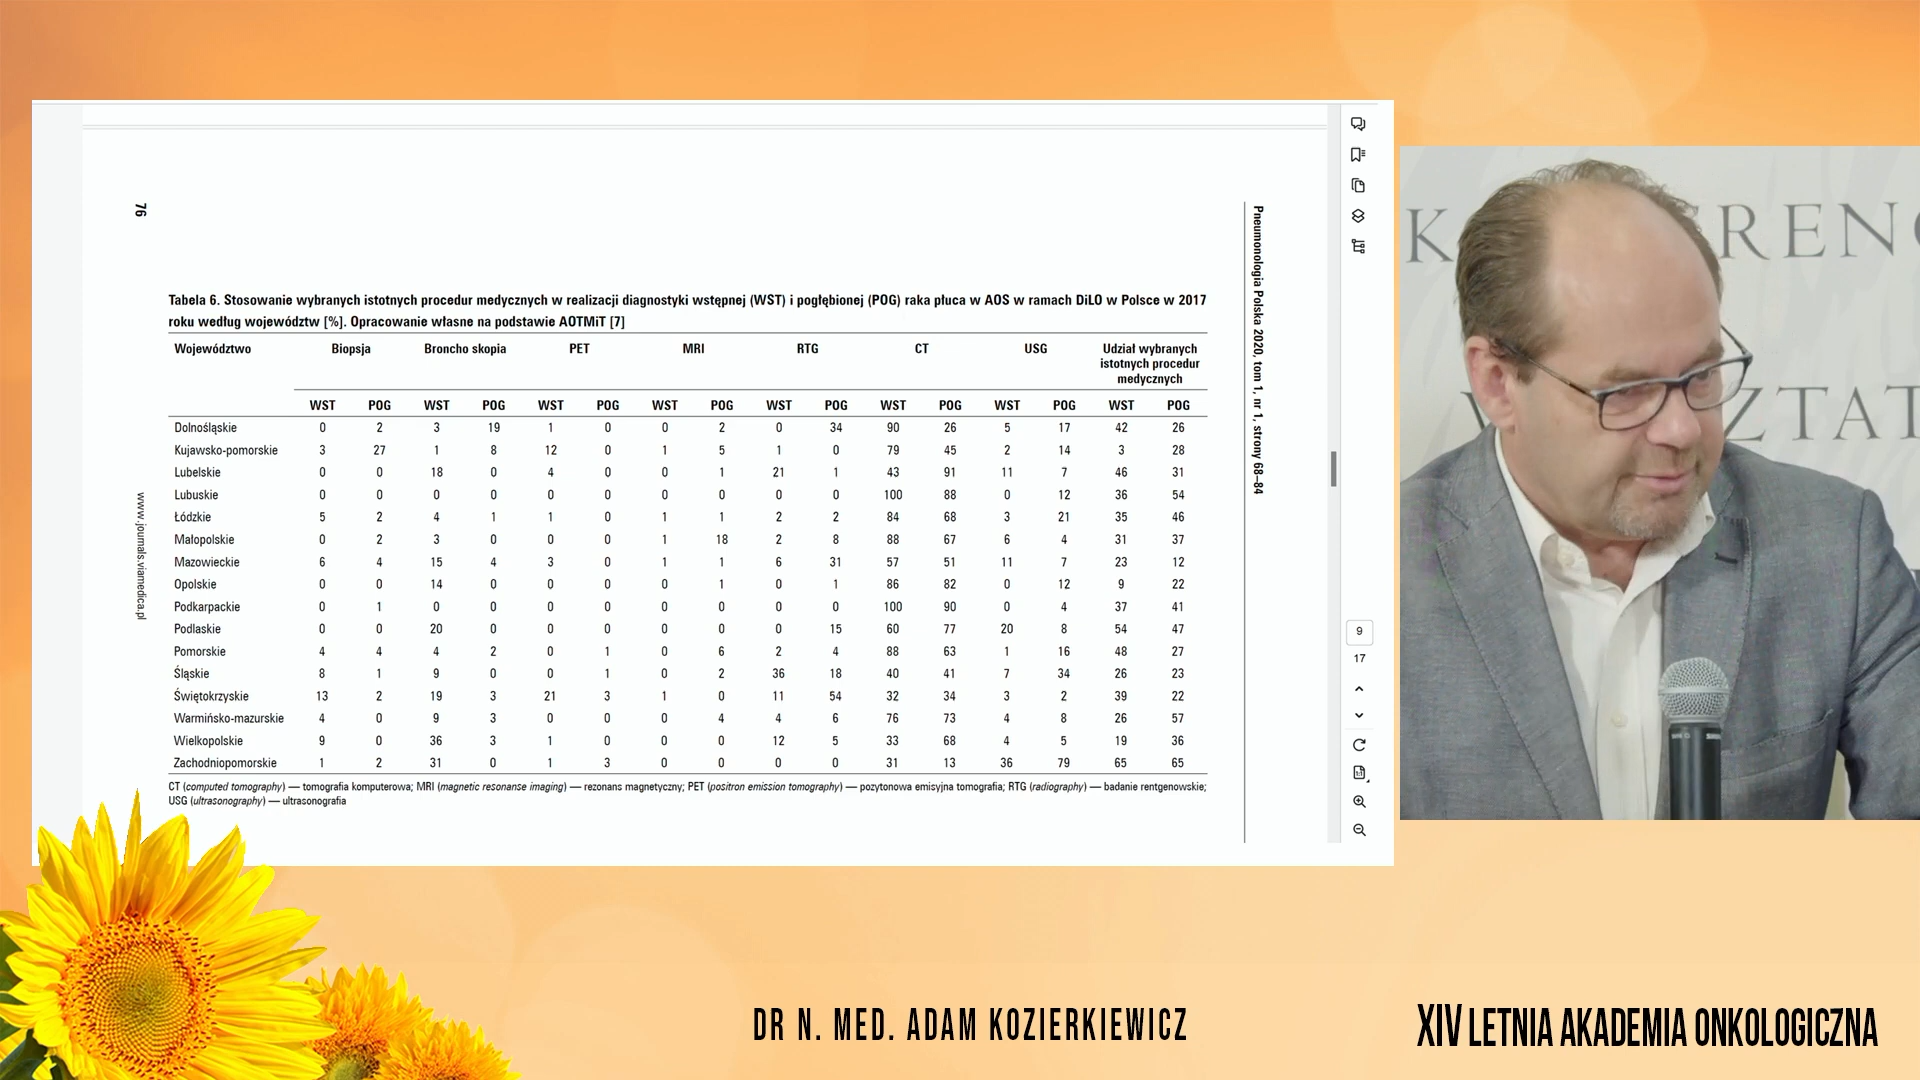 76
www.journals.viamedica.pl
Pneumonologia Polska 2020, tom 1, nr 1, strony 68–84
Tabela 6. Stosowanie wybranych istotnych procedur medycznych w realizacji diagnostyki wstępnej (WST) i pogłębionej (POG) raka płuca w AOS w ramach DiLO w Polsce w 2017
roku według województw [%]. Opracowanie własne na podstawie AOTMiT [7]
Województwo Biopsja Broncho skopia PET MRI RTG CT USG Udział wybranych
istotnych procedur
medycznych
WST POG WST POG WST POG WST POG WST POG WST POG WST POG WST POG
Dolnośląskie 0 2 3 19 1 0 0 2 0 34 90 26 5 17 42 26
Kujawsko-pomorskie 3 27 1 8 12 0 1 5 1 0 79 45 2 14 3 28
Lubelskie 0 0 18 0 4 0 0 1 21 1 43 91 11 7 46 31
Lubuskie 0 0 0 0 0 0 0 0 0 0 100 88 0 12 36 54
Łódzkie 5 2 4 1 1 0 1 1 2 2 84 68 3 21 35 46
Małopolskie 0 2 3 0 0 0 1 18 2 8 88 67 6 4 31 37
Mazowieckie 6 4 15 4 3 0 1 1 6 31 57 51 11 7 23 12
Opolskie 0 0 14 0 0 0 0 1 0 1 86 82 0 12 9 22
Podkarpackie 0 1 0 0 0 0 0 0 0 0 100 90 0 4 37 41
Podlaskie 0 0 20 0 0 0 0 0 0 15 60 77 20 8 54 47
Pomorskie 4 4 4 2 0 1 0 6 2 4 88 63 1 16 48 27
Śląskie 8 1 9 0 0 1 0 2 36 18 40 41 7 34 26 23
Świętokrzyskie 13 2 19 3 21 3 1 0 11 54 32 34 3 2 39 22
Warmińsko-mazurskie 4 0 9 3 0 0 0 4 4 6 76 73 4 8 26 57
Wielkopolskie 9 0 36 3 1 0 0 0 12 5 33 68 4 5 19 36
Zachodniopomorskie 1 2 31 0 1 3 0 0 0 0 31 13 36 79 65 65
CT (computed tomography) — tomografia komputerowa; MRI (magnetic resonanse imaging) — rezonans magnetyczny; PET (positron emission tomography) — pozytonowa emisyjna tomografia; RTG (radiography) — badanie rentgenowskie;
USG (ultrasonography) — ultrasonografia
9
17
K RENC
ZTAT
DR N. MED. ADAM KOZIERKIEWICZ
XIV LETNIA AKADEMIA ONKOLOGICZNA